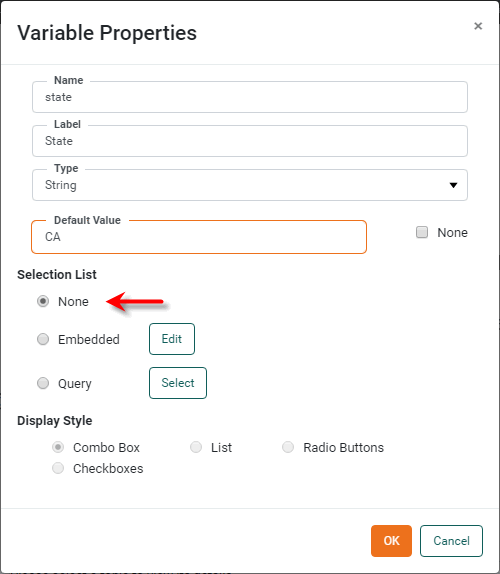 Variable Properties ×
Name
state
Label
State
Type
String
Default Value
CA
None
Selection List
None
Embedded Edit
Query Select
Display Style
Combo Box List Radio Buttons
Checkboxes
OK Cancel